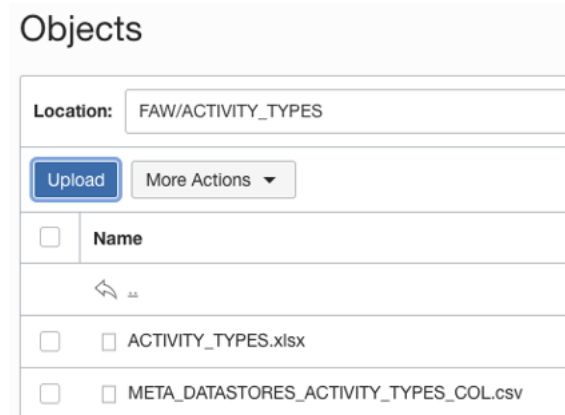 Objects
Location: FAW/ACTIVITY_TYPES
Upload More Actions
Name
..
ACTIVITY_TYPES.xlsx
META_DATASTORES_ACTIVITY_TYPES_COL.csv